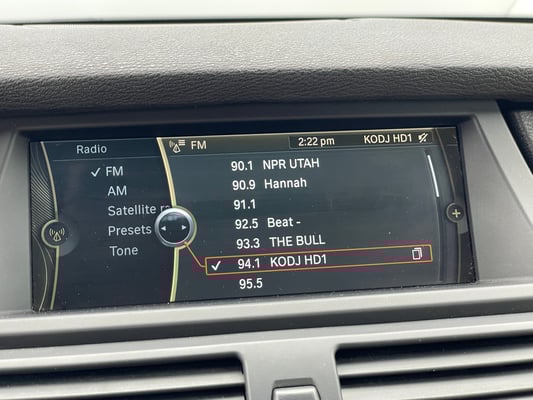 Radio
FM
AM
Satellite ra
Presets
Tone
FM 2:22 pm KODJ HD1
90.1 NPR UTAH
90.9 Hannah
91.1
92.5 Beat -
93.3 THE BULL
94.1 KODJ HD1
95.5